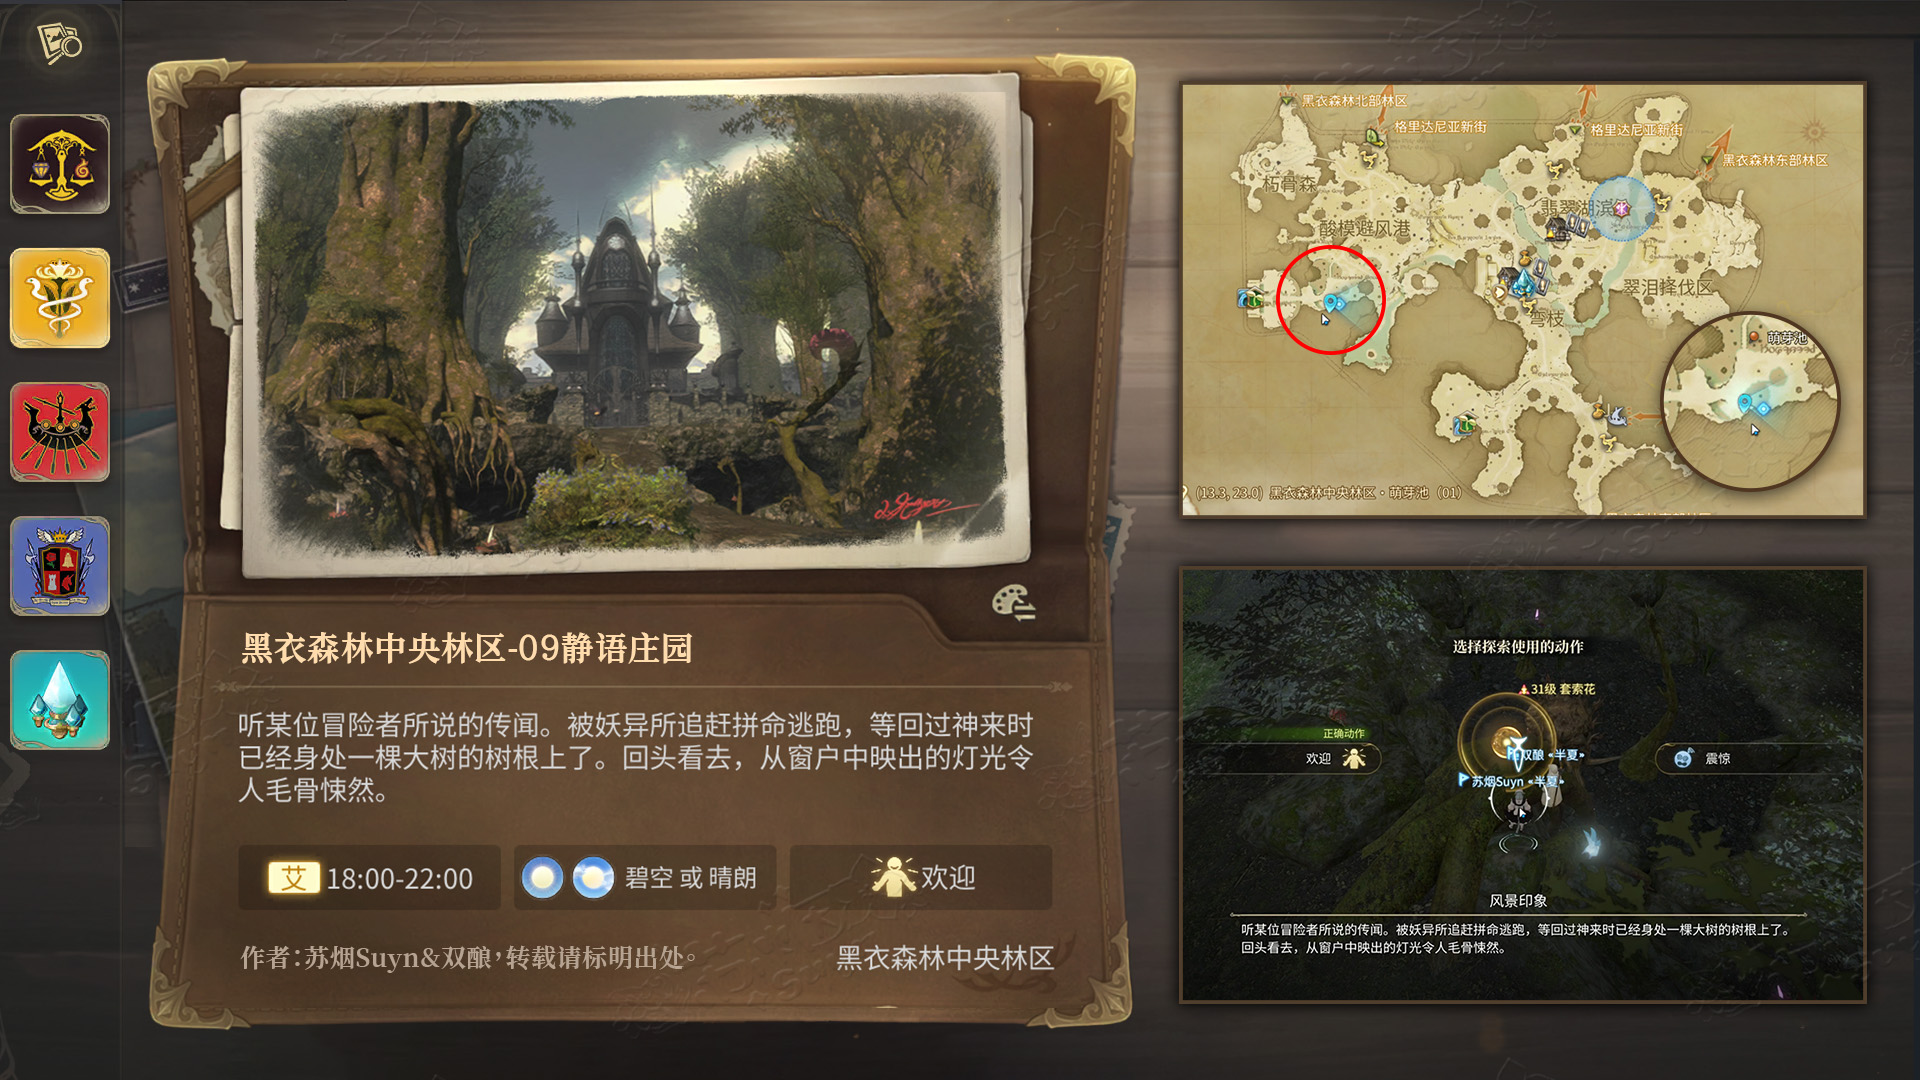 黑衣森林中央林区-09静语庄园
听某位冒险者所说的传闻。被妖异所追赶拼命逃跑，等回过神来时
已经身处一棵大树的树根上了。回头看去，从窗户中映出的灯光令
人毛骨悚然。
艾 18:00-22:00
碧空 或 晴朗
欢迎
作者:苏烟Suyn&双酿,转载请标明出处。
黑衣森林中央林区
黑衣森林北部林区
格里达尼亚新街
格里达尼亚新街
黑衣森林东部林区
朽骨森
翡翠湖滨
酸模避风港
翠泪择伐区
弯枝
萌芽池
(13.3, 23.0) 黑衣森林中央林区・萌芽池 (01)
选择探索使用的动作
31级 套索花
正确动作
欢迎
双酿 «半夏»
震惊
苏烟Suyn «半夏»
风景印象
听某位冒险者所说的传闻。被妖异所追赶拼命逃跑，等回过神来时已经身处一棵大树的树根上了。
回头看去，从窗户中映出的灯光令人毛骨悚然。